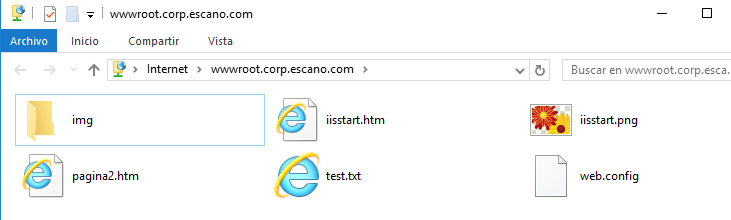 wwwroot.corp.escano.com
Archivo Inicio Compartir Vista
Internet wwwroot.corp.escano.com
Buscar en wwwroot.corp.esca...
img iisstart.htm iisstart.png
pagina2.htm test.txt web.config